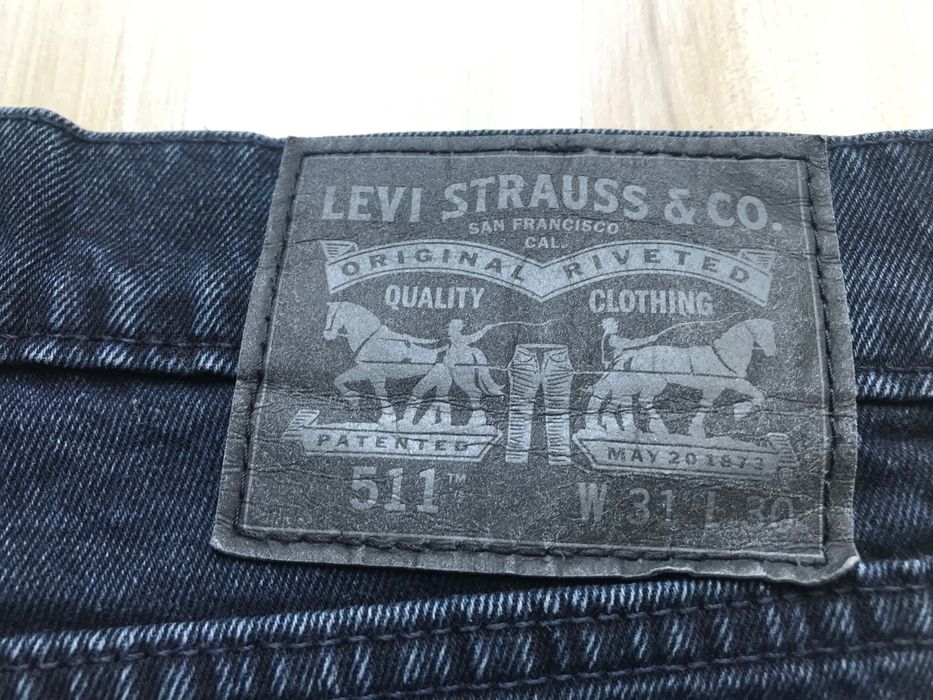 LEVI STRAUSS & CO.
SAN FRANCISCO
CAL.
ORIGINAL RIVETED
QUALITY CLOTHING
PATENTED MAY 20 1873
511™ W 31 L 30